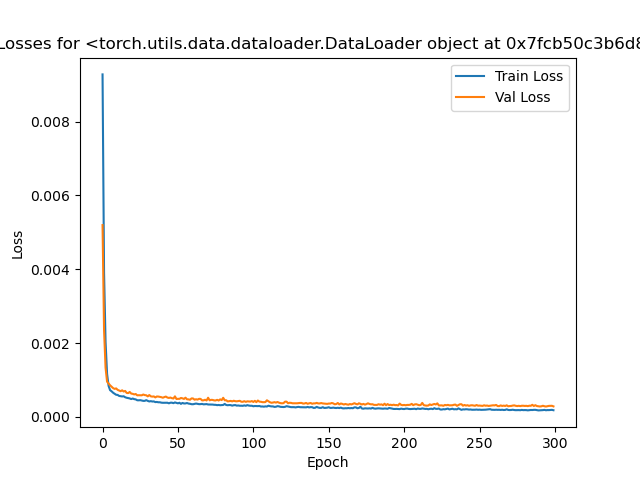 Losses for <torch.utils.data.dataloader.DataLoader object at 0x7fcb50c3b6d8
Train Loss
Val Loss
0.008
0.006
0.004
0.002
0.000
Loss
0 50 100 150 200 250 300
Epoch